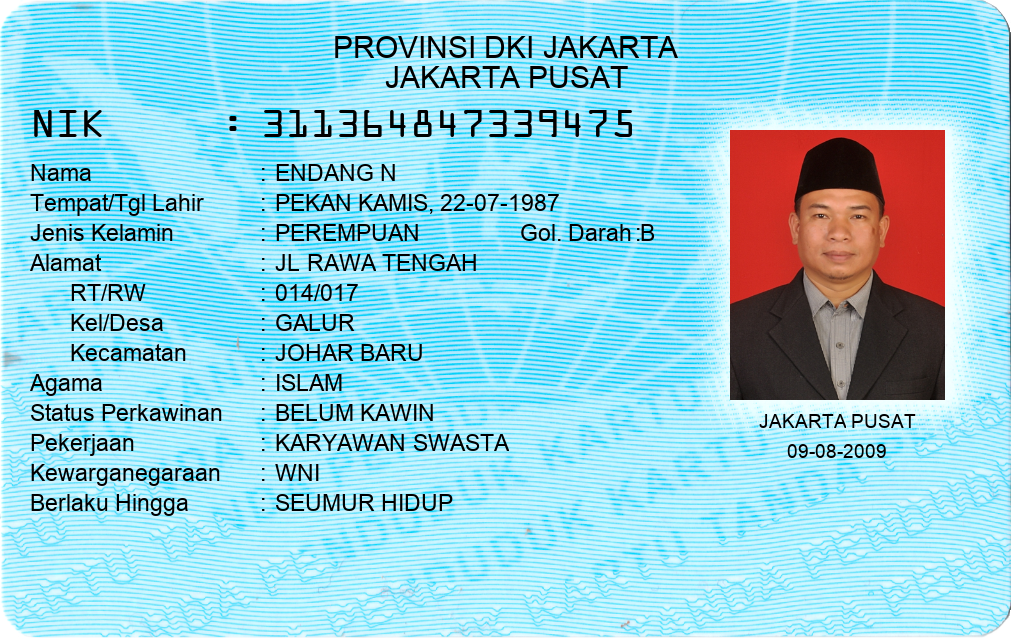 PROVINSI DKI JAKARTA
JAKARTA PUSAT
NIK : 3113648473394​75
Nama : ENDANG N
Tempat/Tgl Lahir : PEKAN KAMIS, 22-07-1987
Jenis Kelamin : PEREMPUAN Gol. Darah :B
Alamat : JL RAWA TENGAH
RT/RW : 014/017
Kel/Desa : GALUR
Kecamatan : JOHAR BARU
Agama : ISLAM
Status Perkawinan : BELUM KAWIN
Pekerjaan : KARYAWAN SWASTA
Kewarganegaraan : WNI
Berlaku Hingga : SEUMUR HIDUP
JAKARTA PUSAT
09-08-2009